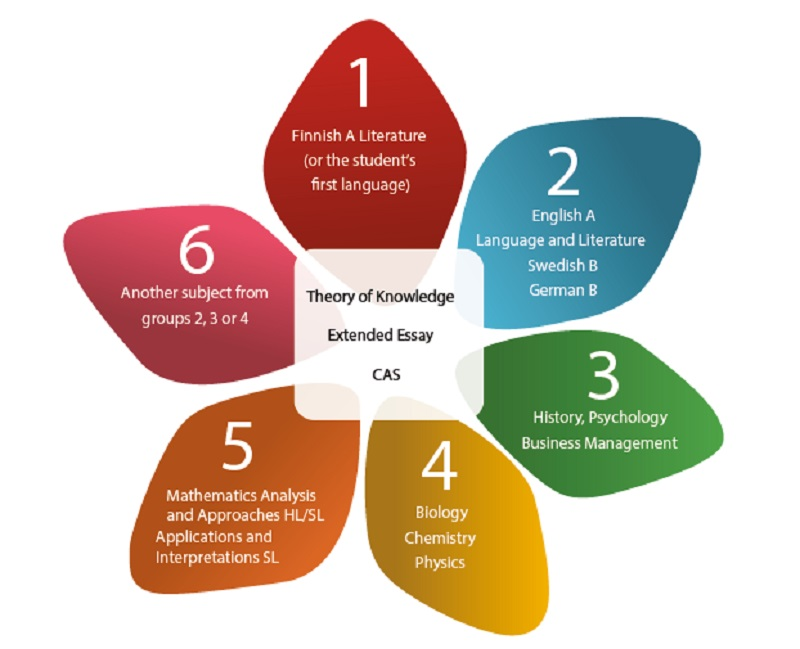 1
Finnish A Literature
(or the student's
first language)
2
English A
Language and Literature
Swedish B
German B
3
History, Psychology
Business Management
4
Biology
Chemistry
Physics
5
Mathematics Analysis
and Approaches HL/SL
Applications and
Interpretations SL
6
Another subject from
groups 2, 3 or 4
Theory of Knowledge
Extended Essay
CAS